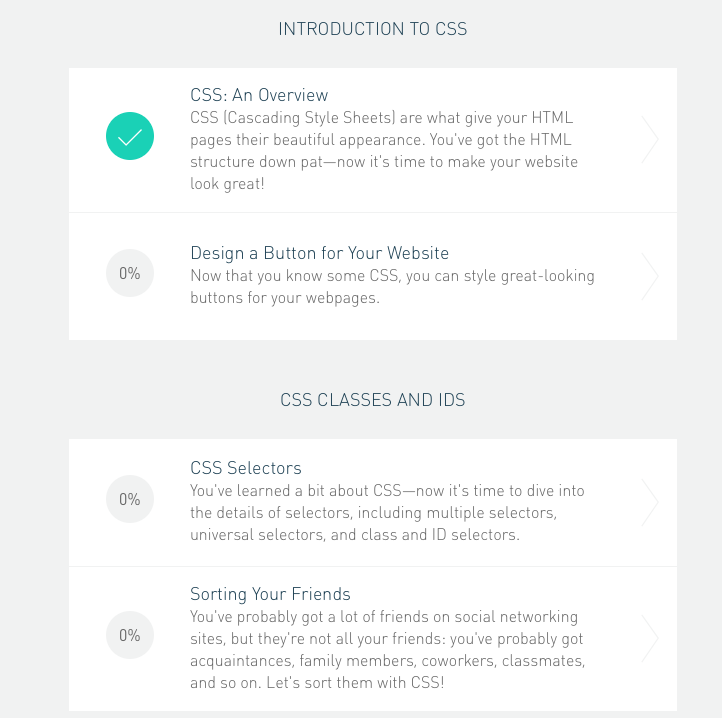 INTRODUCTION TO CSS
CSS: An Overview
CSS (Cascading Style Sheets) are what give your HTML
pages their beautiful appearance. You've got the HTML
structure down pat—now it's time to make your website
look great!
0%
Design a Button for Your Website
Now that you know some CSS, you can style great-looking
buttons for your webpages.
CSS CLASSES AND IDS
0%
CSS Selectors
You've learned a bit about CSS—now it's time to dive into
the details of selectors, including multiple selectors,
universal selectors, and class and ID selectors.
0%
Sorting Your Friends
You've probably got a lot of friends on social networking
sites, but they're not all your friends: you've probably got
acquaintances, family members, coworkers, classmates,
and so on. Let's sort them with CSS!